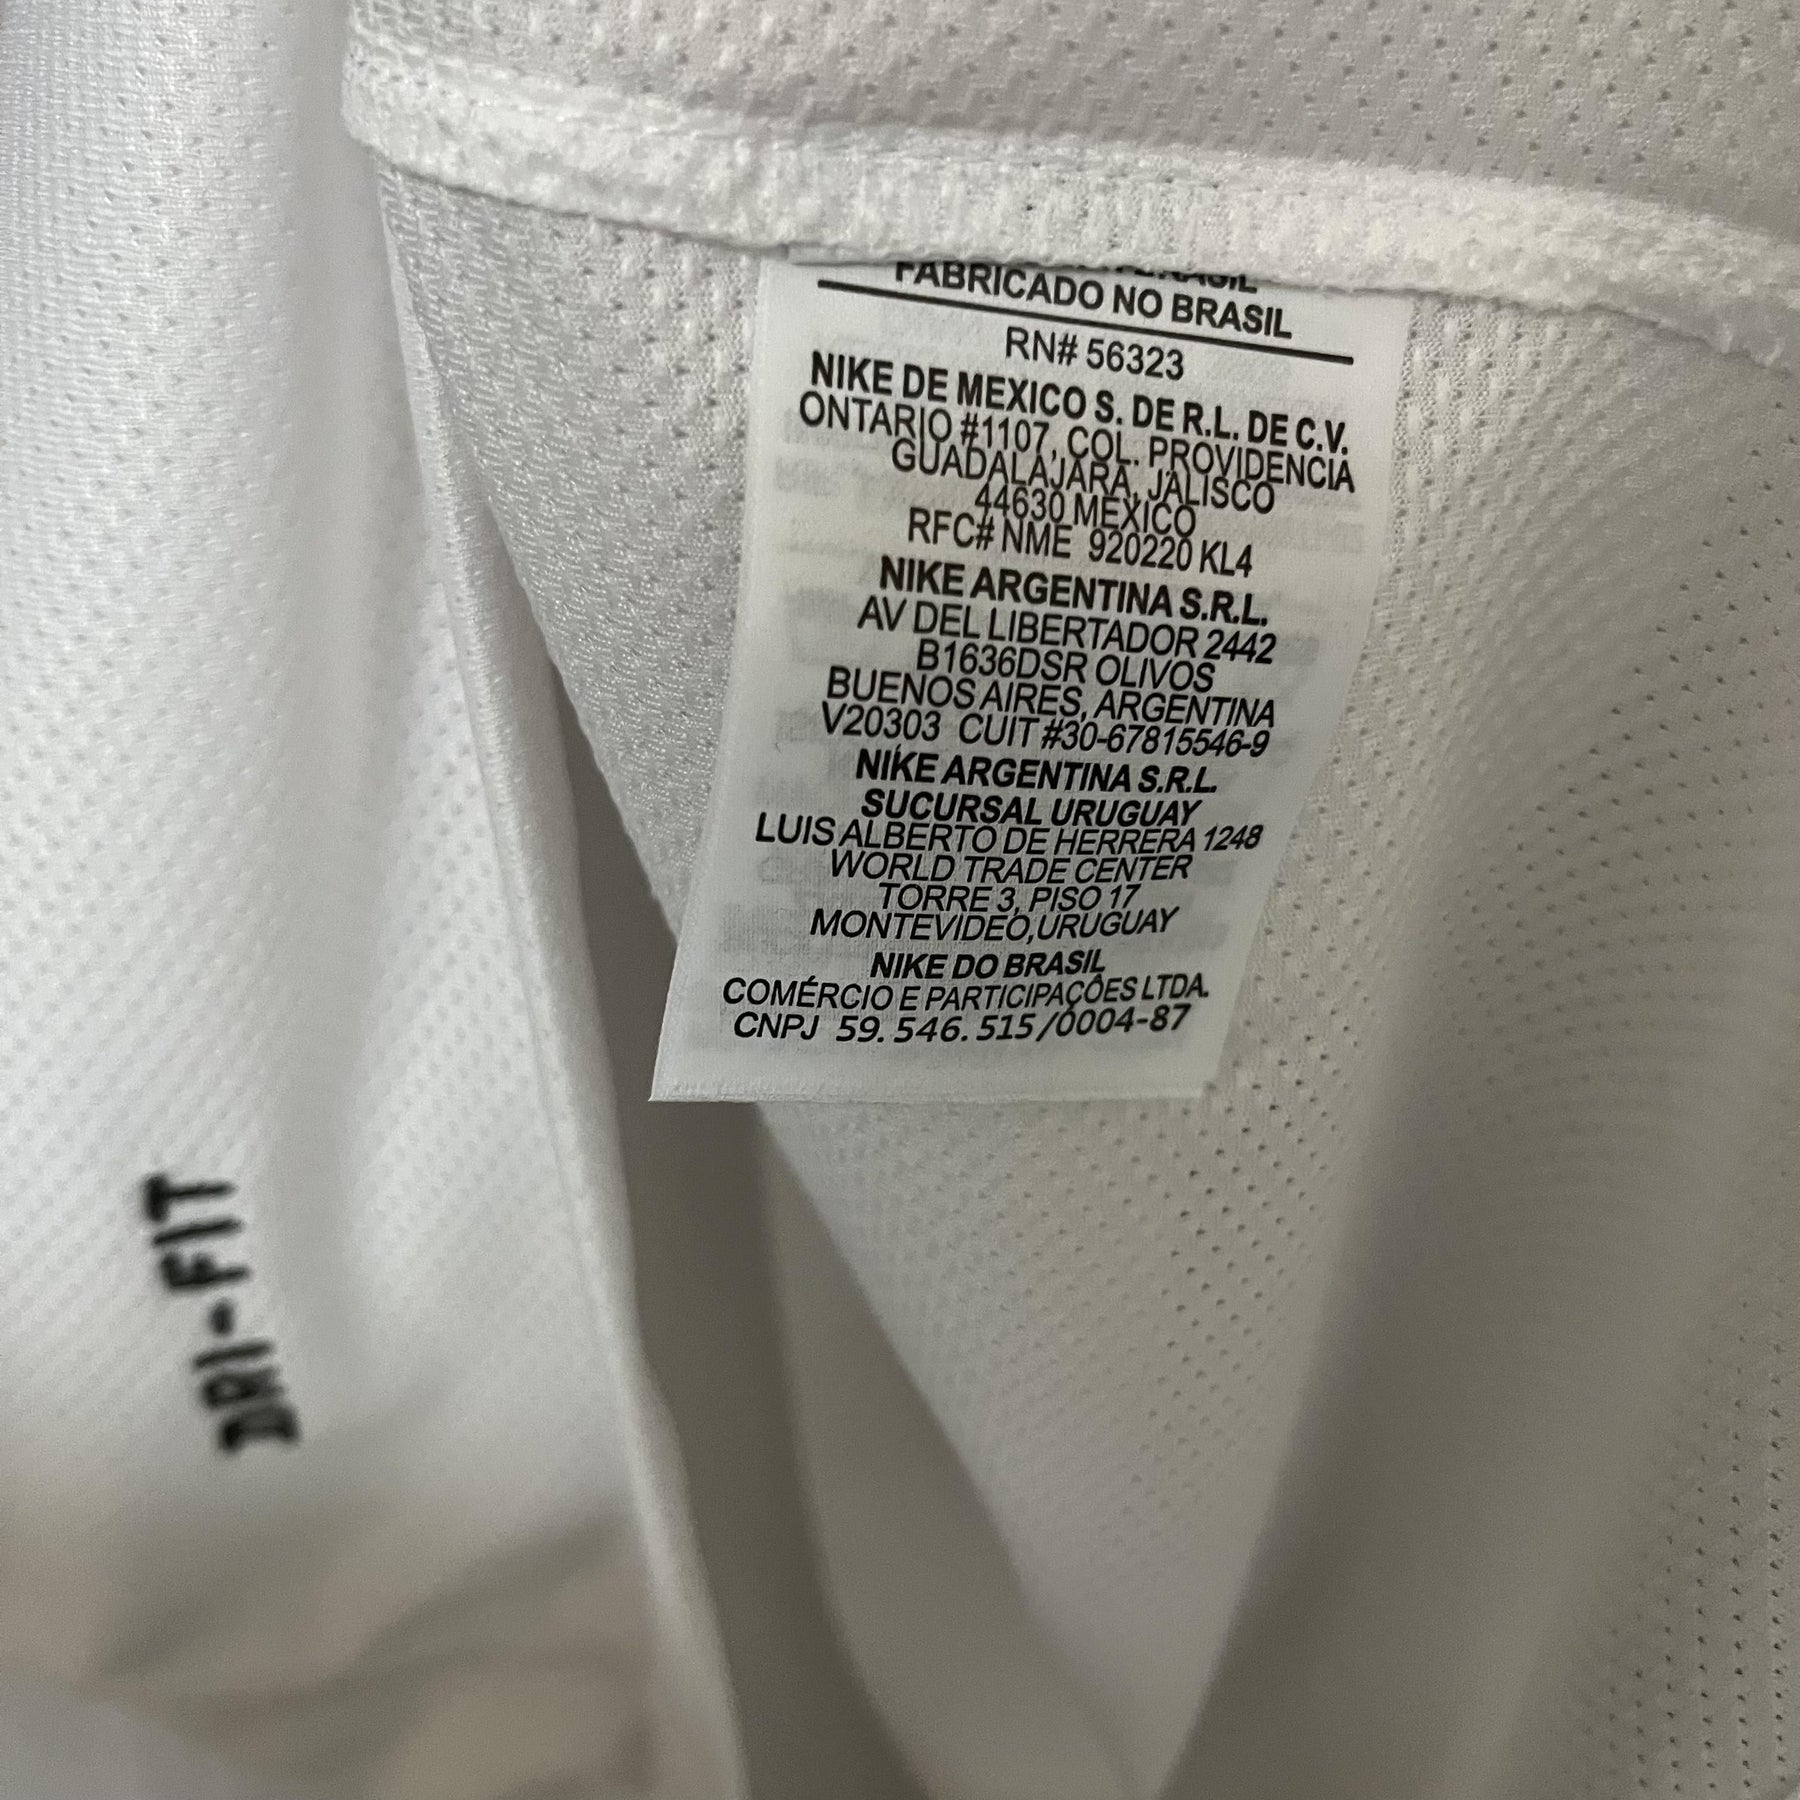 BRASIL
FABRICADO NO BRASIL
RN# 56323
NIKE DE MEXICO S. DE R.L. DE C.V.
ONTARIO #1107, COL. PROVIDENCIA
GUADALAJARA, JALISCO
44630 MEXICO
RFC# NME 920220 KL4
NIKE ARGENTINA S.R.L.
AV DEL LIBERTADOR 2442
B1636DSR OLIVOS
BUENOS AIRES, ARGENTINA
V20303 CUIT #30-67815546-9
NIKE ARGENTINA S.R.L.
SUCURSAL URUGUAY
LUIS ALBERTO DE HERRERA 1248
WORLD TRADE CENTER
TORRE 3, PISO 17
MONTEVIDEO,URUGUAY
NIKE DO BRASIL
COMÉRCIO E PARTICIPAÇÕES LTDA.
CNPJ 59.546.515/0004-87
DRI-FIT